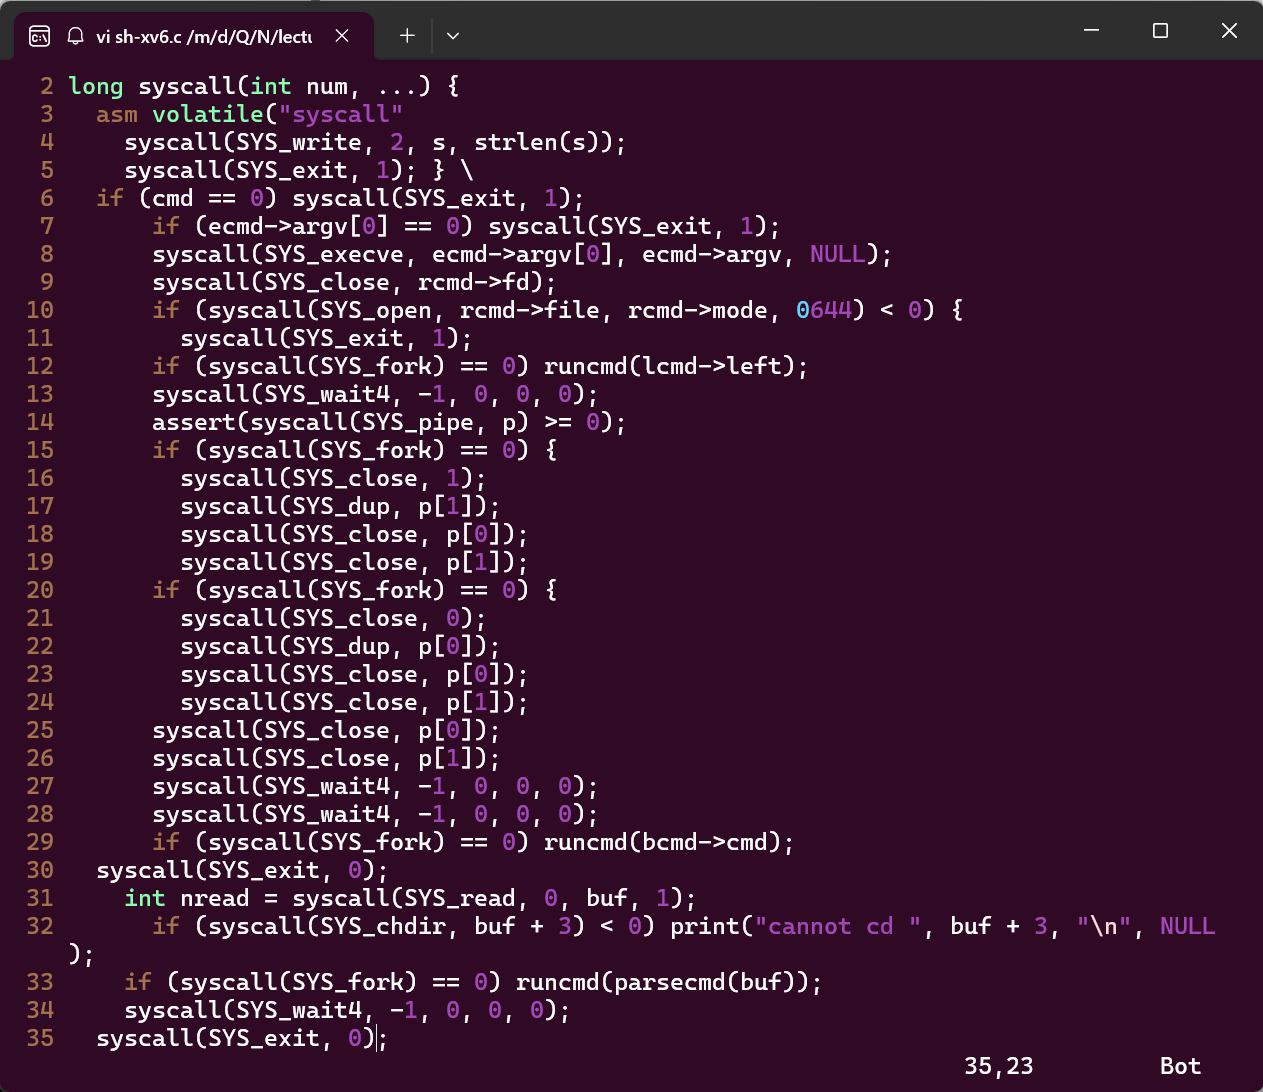 vi sh-xv6.c /m/d/Q/N/lectu
2 long syscall(int num, ...) {
3   asm volatile("syscall"
4     syscall(SYS_write, 2, s, strlen(s));
5     syscall(SYS_exit, 1); } \
6   if (cmd == 0) syscall(SYS_exit, 1);
7       if (ecmd->argv[0] == 0) syscall(SYS_exit, 1);
8       syscall(SYS_execve, ecmd->argv[0], ecmd->argv, NULL);
9       syscall(SYS_close, rcmd->fd);
10       if (syscall(SYS_open, rcmd->file, rcmd->mode, 0644) < 0) {
11         syscall(SYS_exit, 1);
12       if (syscall(SYS_fork) == 0) runcmd(lcmd->left);
13       syscall(SYS_wait4, -1, 0, 0, 0);
14       assert(syscall(SYS_pipe, p) >= 0);
15       if (syscall(SYS_fork) == 0) {
16         syscall(SYS_close, 1);
17         syscall(SYS_dup, p[1]);
18         syscall(SYS_close, p[0]);
19         syscall(SYS_close, p[1]);
20       if (syscall(SYS_fork) == 0) {
21         syscall(SYS_close, 0);
22         syscall(SYS_dup, p[0]);
23         syscall(SYS_close, p[0]);
24         syscall(SYS_close, p[1]);
25       syscall(SYS_close, p[0]);
26       syscall(SYS_close, p[1]);
27       syscall(SYS_wait4, -1, 0, 0, 0);
28       syscall(SYS_wait4, -1, 0, 0, 0);
29       if (syscall(SYS_fork) == 0) runcmd(bcmd->cmd);
30   syscall(SYS_exit, 0);
31     int nread = syscall(SYS_read, 0, buf, 1);
32       if (syscall(SYS_chdir, buf + 3) < 0) print("cannot cd ", buf + 3, "\n", NULL
);
33     if (syscall(SYS_fork) == 0) runcmd(parsecmd(buf));
34     syscall(SYS_wait4, -1, 0, 0, 0);
35   syscall(SYS_exit, 0);
35,23 Bot